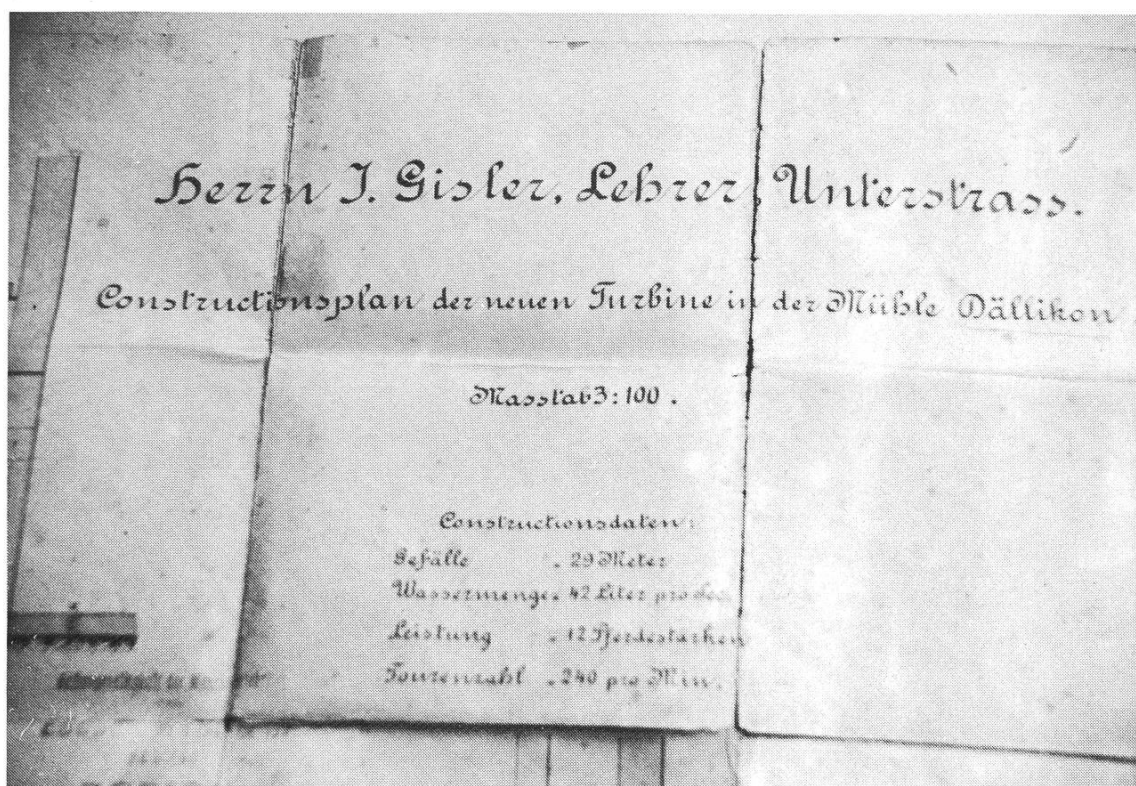 Herrn J. Gisler, Lehrer, Unterstrass.
Constructionsplan der neuen Turbine in der Mühle Dällikon.
Masstab 3:100.
Constructionsdaten:
Gefälle . 29 Meter
Wassermenge . 42 Liter pro Sec.
Leistung . 12 Pferdestärken
Tourenzahl . 240 pro Min.